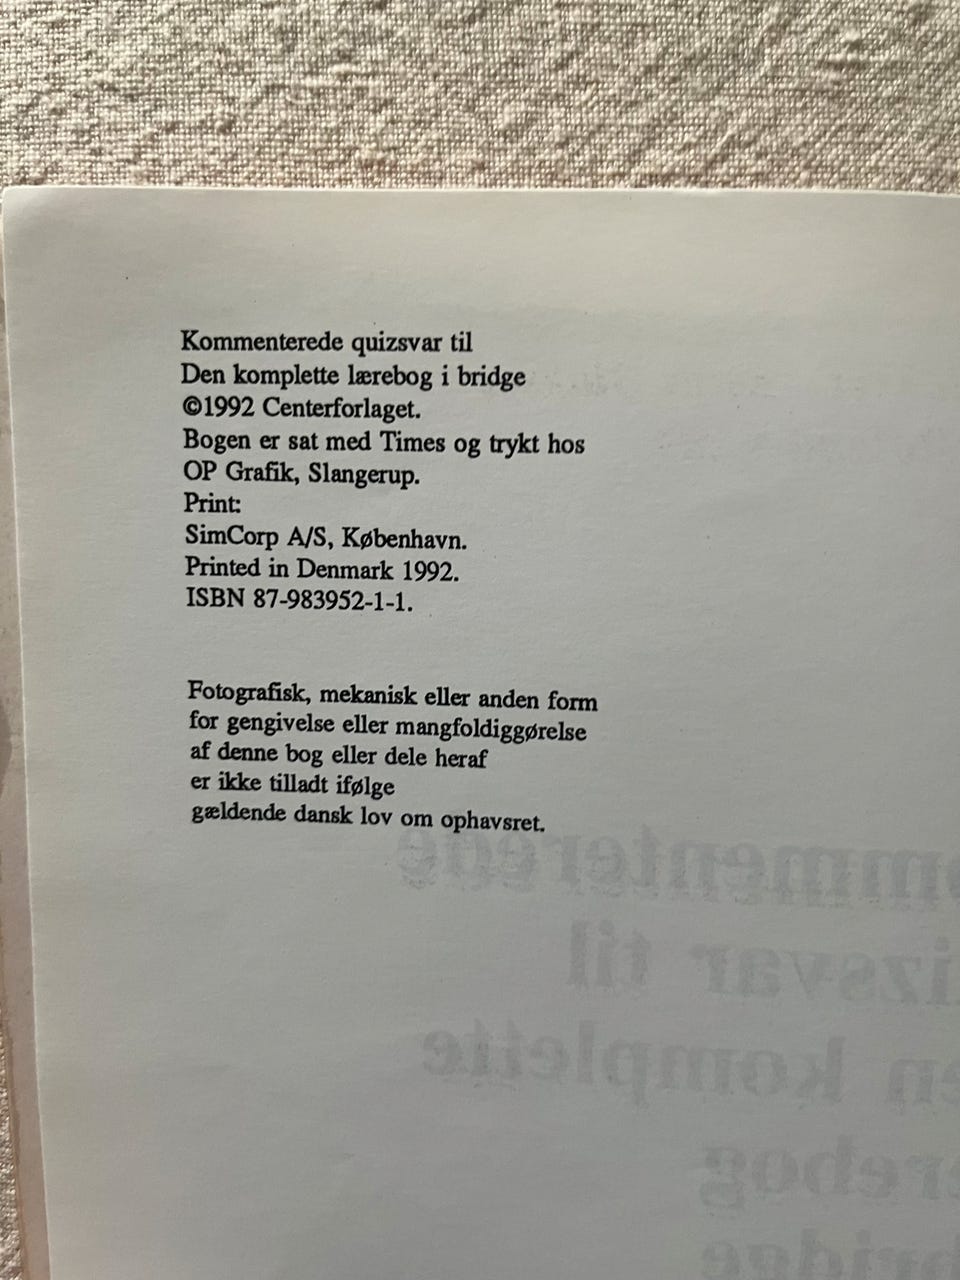 Kommenterede quizsvar til
Den komplette lærebog i bridge
©1992 Centerforlaget.
Bogen er sat med Times og trykt hos
OP Grafik, Slangerup.
Print:
SimCorp A/S, København.
Printed in Denmark 1992.
ISBN 87-983952-1-1.
Fotografisk, mekanisk eller anden form
for gengivelse eller mangfoldiggørelse
af denne bog eller dele heraf
er ikke tilladt ifølge
gældende dansk lov om ophavsret.